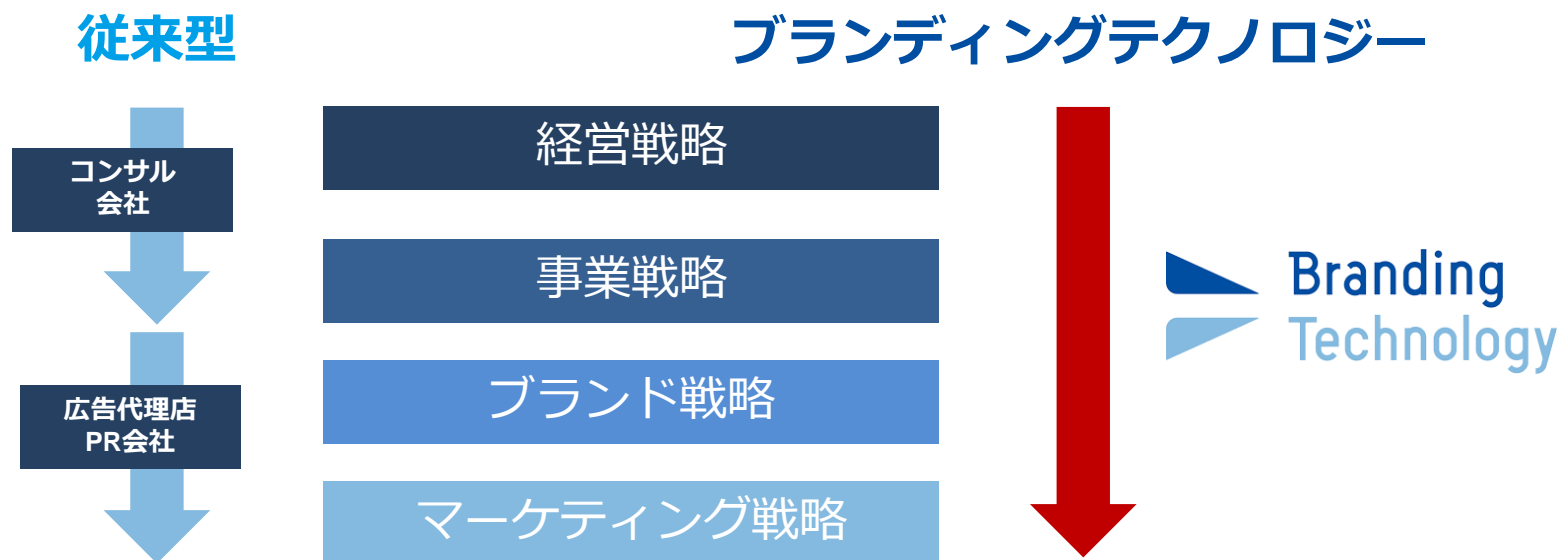 従来型
ブランディングテクノロジー
コンサル
会社
広告代理店
PR会社
経営戦略
事業戦略
ブランド戦略
マーケティング戦略
Branding
Technology